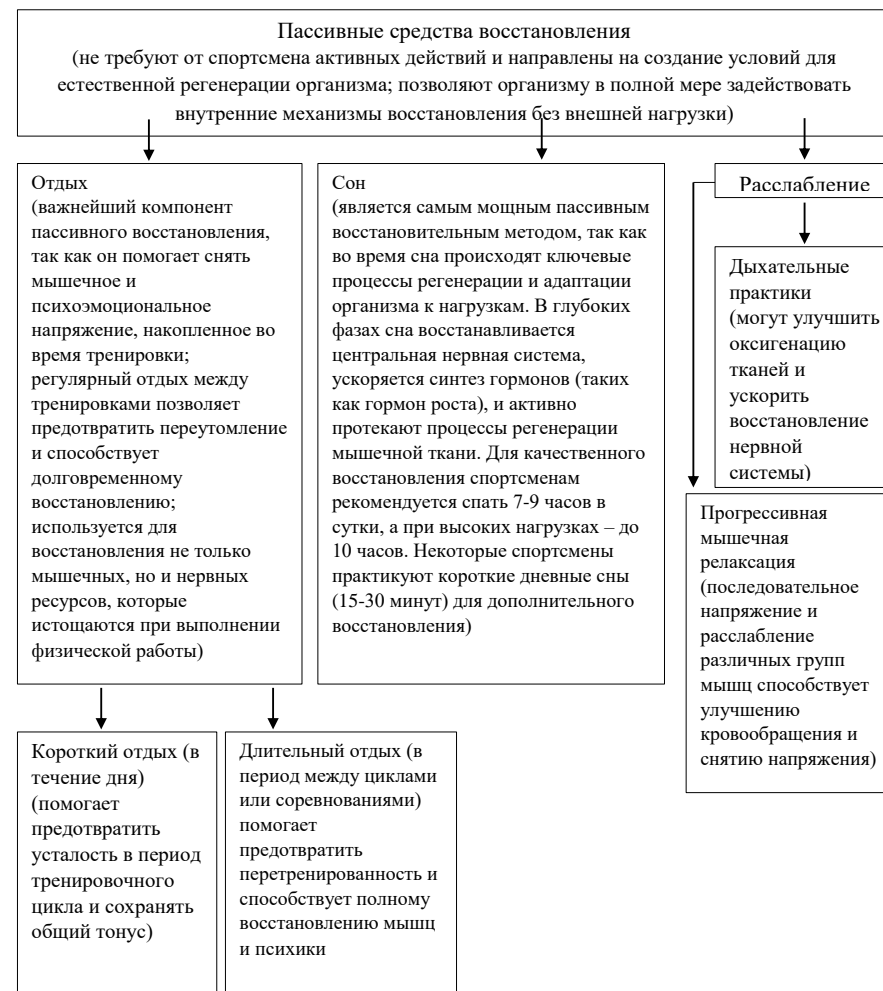 Пассивные средства восстановления
(не требуют от спортсмена активных действий и направлены на создание условий для
естественной регенерации организма; позволяют организму в полной мере задействовать
внутренние механизмы восстановления без внешней нагрузки)
Отдых
(важнейший компонент
пассивного восстановления,
так как он помогает снять
мышечное и
психоэмоциональное
напряжение, накопленное во
время тренировки;
регулярный отдых между
тренировками позволяет
предотвратить переутомление
и способствует
долговременному
восстановлению;
используется для
восстановления не только
мышечных, но и нервных
ресурсов, которые
истощаются при выполнении
физической работы)
Сон
(является самым мощным пассивным
восстановительным методом, так как
во время сна происходят ключевые
процессы регенерации и адаптации
организма к нагрузкам. В глубоких
фазах сна восстанавливается
центральная нервная система,
ускоряется синтез гормонов (таких
как гормон роста), и активно
протекают процессы регенерации
мышечной ткани. Для качественного
восстановления спортсменам
рекомендуется спать 7-9 часов в
сутки, а при высоких нагрузках – до
10 часов. Некоторые спортсмены
практикуют короткие дневные сны
(15-30 минут) для дополнительного
восстановления)
Расслабление
Дыхательные
практики
(могут улучшить
оксигенацию
тканей и
ускорить
восстановление
нервной
системы)
Прогрессивная
мышечная
релаксация
(последовательное
напряжение и
расслабление
различных групп
мышц способствует
улучшению
кровообращения и
снятию напряжения)
Короткий отдых (в
течение дня)
(помогает
предотвратить
усталость в период
тренировочного
цикла и сохранять
общий тонус)
Длительный отдых (в
период между циклами
или соревнованиями)
помогает
предотвратить
перетренированность и
способствует полному
восстановлению мышц
и психики